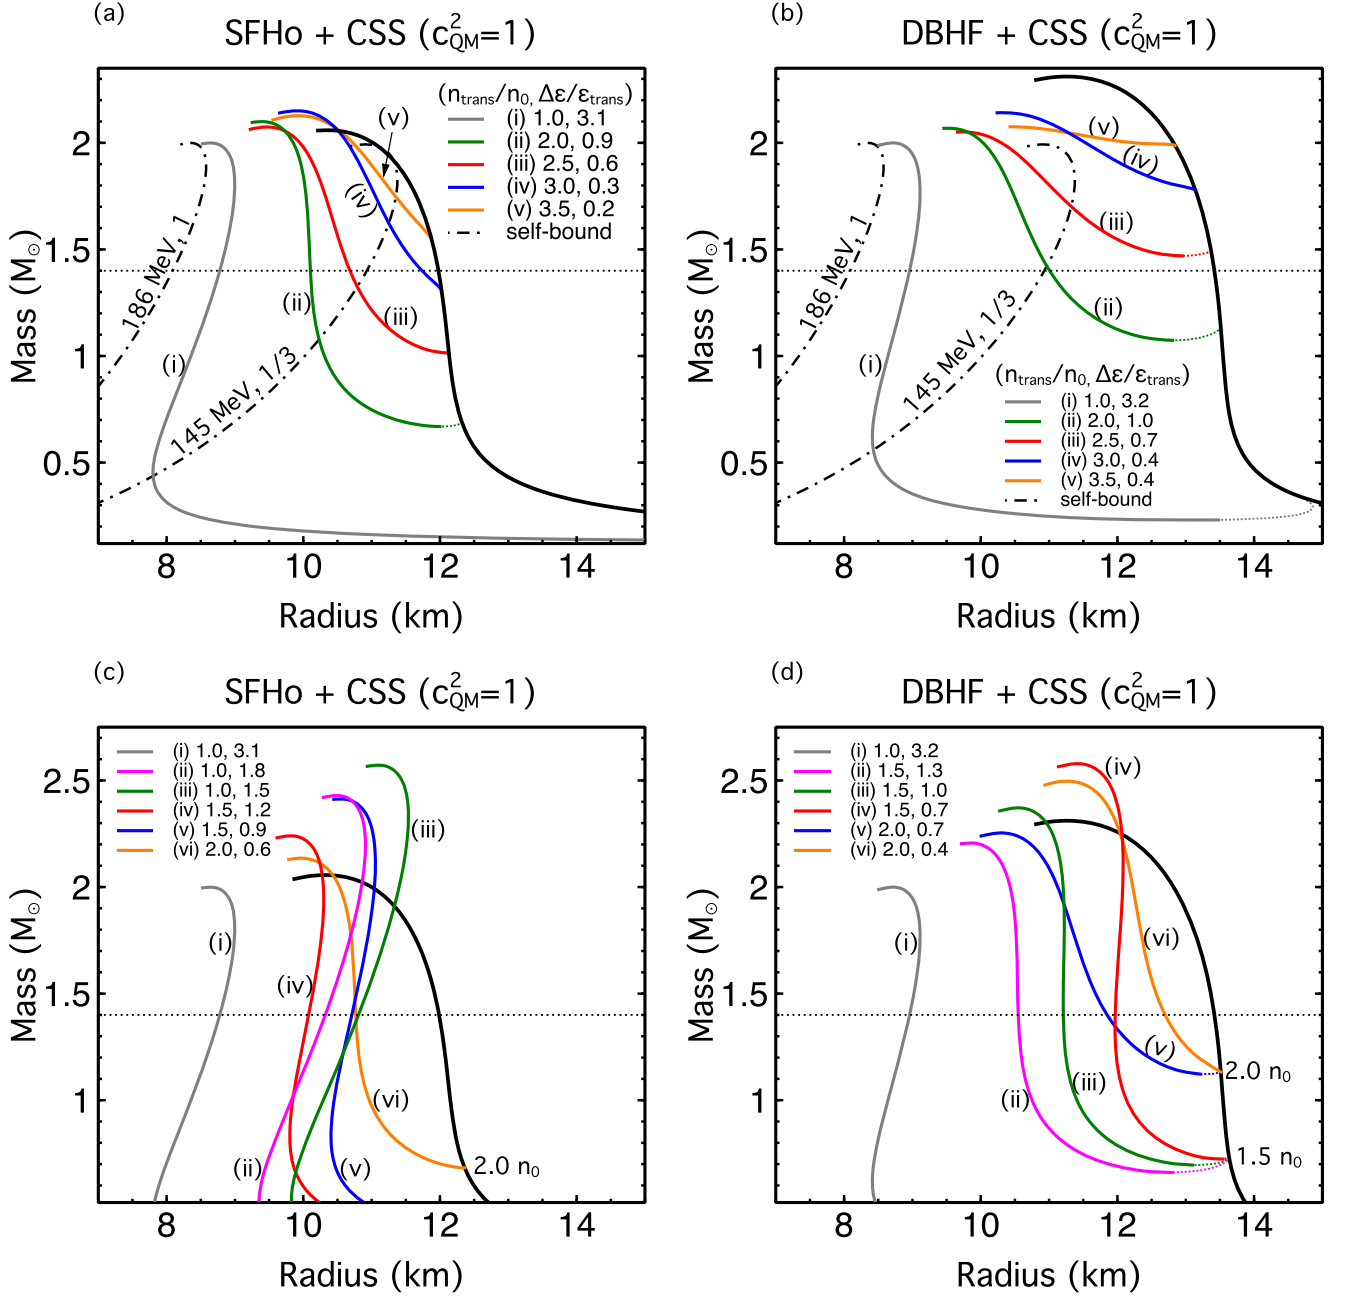 (a)
SFHo + CSS (c²QM=1)
(ntrans/n0, Δε/εtrans)
(i) 1.0, 3.1
(ii) 2.0, 0.9
(iii) 2.5, 0.6
(iv) 3.0, 0.3
(v) 3.5, 0.2
self-bound
(v)
(iv)
(ii)
(iii)
(i)
186 MeV, 1
145 MeV, 1/3
2
1.5
1
0.5
Mass (M⊙)
8 10 12 14
Radius (km)
(b)
DBHF + CSS (c²QM=1)
(v)
(iv)
(iii)
(ii)
(i)
186 MeV, 1
145 MeV, 1/3
(ntrans/n0, Δε/εtrans)
(i) 1.0, 3.2
(ii) 2.0, 1.0
(iii) 2.5, 0.7
(iv) 3.0, 0.4
(v) 3.5, 0.4
self-bound
2
1.5
1
0.5
Mass (M⊙)
8 10 12 14
Radius (km)
(c)
SFHo + CSS (c²QM=1)
(i) 1.0, 3.1
(ii) 1.0, 1.8
(iii) 1.0, 1.5
(iv) 1.5, 1.2
(v) 1.5, 0.9
(vi) 2.0, 0.6
(iii)
(i)
(iv)
(vi)
(ii)
(v)
2.0 n0
2.5
2
1.5
1
Mass (M⊙)
8 10 12 14
Radius (km)
(d)
DBHF + CSS (c²QM=1)
(i) 1.0, 3.2
(ii) 1.5, 1.3
(iii) 1.5, 1.0
(iv) 1.5, 0.7
(v) 2.0, 0.7
(vi) 2.0, 0.4
(iv)
(i)
(vi)
(v)
(iii)
(ii)
2.0 n0
1.5 n0
2.5
2
1.5
1
Mass (M⊙)
8 10 12 14
Radius (km)